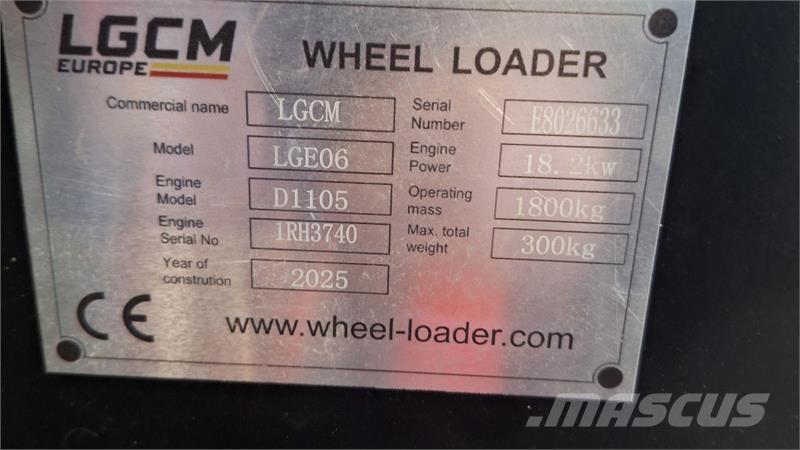 LGCM
EUROPE
WHEEL LOADER
Commercial name LGCM
Serial
Number E8026633
Model LGE06
Engine
Power 18.2kw
Engine
Model D1105
Operating
mass 1800kg
Engine
Serial No 1RH3740
Max. total
weight 300kg
Year of
constrution 2025
CE
www.wheel-loader.com
MASCUS